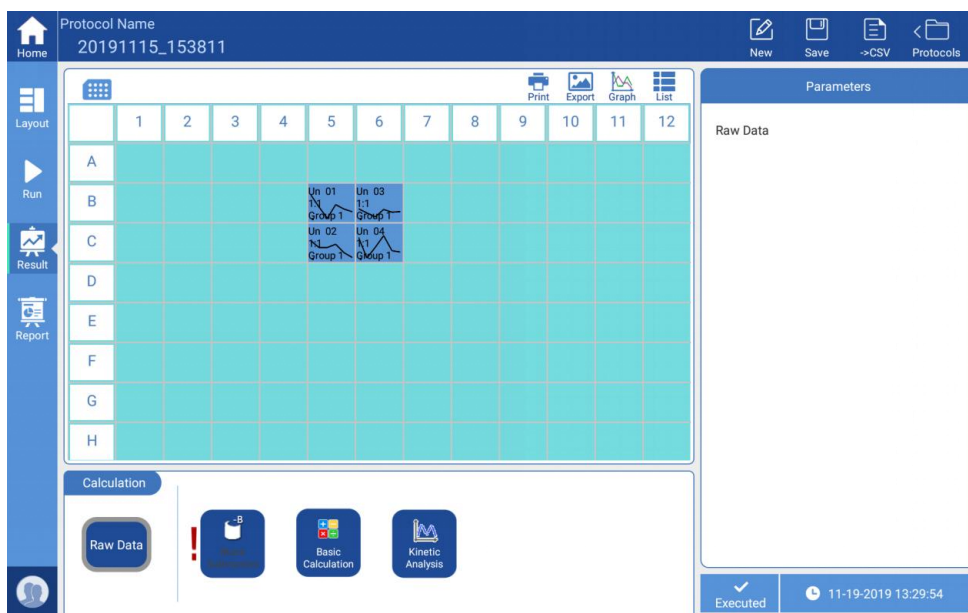 Protocol Name
20191115_153811
Home
New
Save
->CSV
Protocols
Layout
Run
Result
Report
Print
Export
Graph
List
1 2 3 4 5 6 7 8 9 10 11 12
A
B
C
D
E
F
G
H
Un 01
1:1
Group 1
Un 03
1:1
Group 1
Un 02
1:1
Group 1
Un 04
1:1
Group 1
Parameters
Raw Data
Calculation
Raw Data
!
-B
Basic
Calculation
Kinetic
Analysis
Executed
11-19-2019 13:29:54